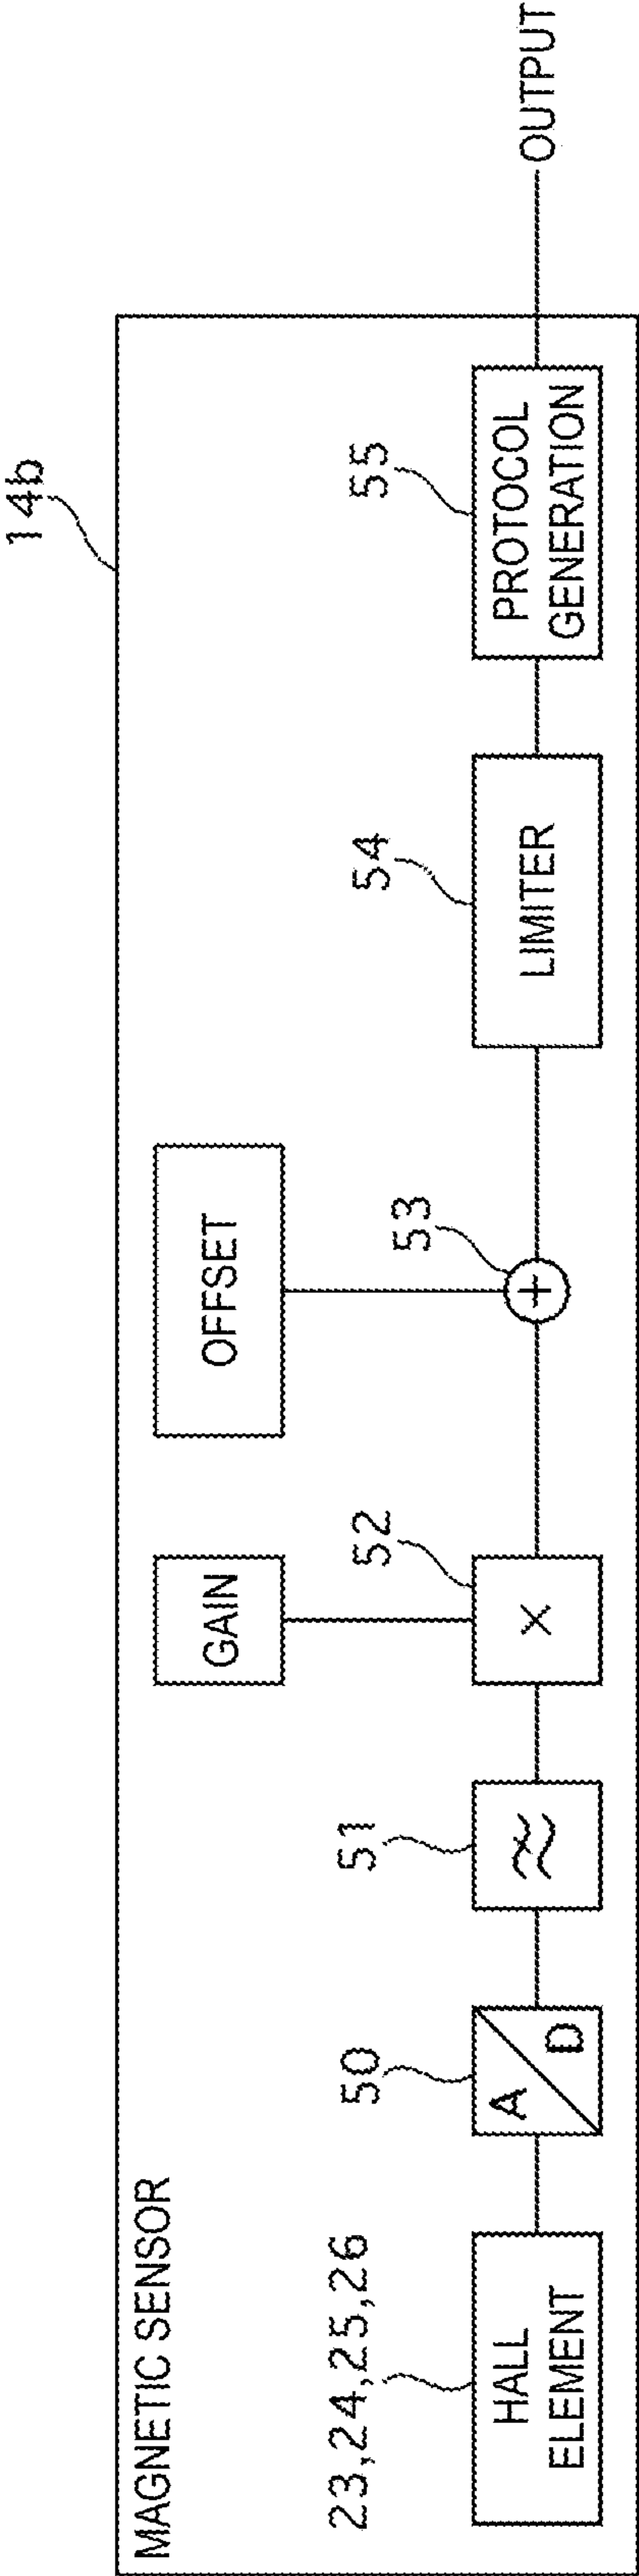 14b
MAGNETIC SENSOR
23,24,25,26
HALL
ELEMENT
50
A
D
51
GAIN
52
×
OFFSET
53
+
54
LIMITER
55
PROTOCOL
GENERATION
OUTPUT